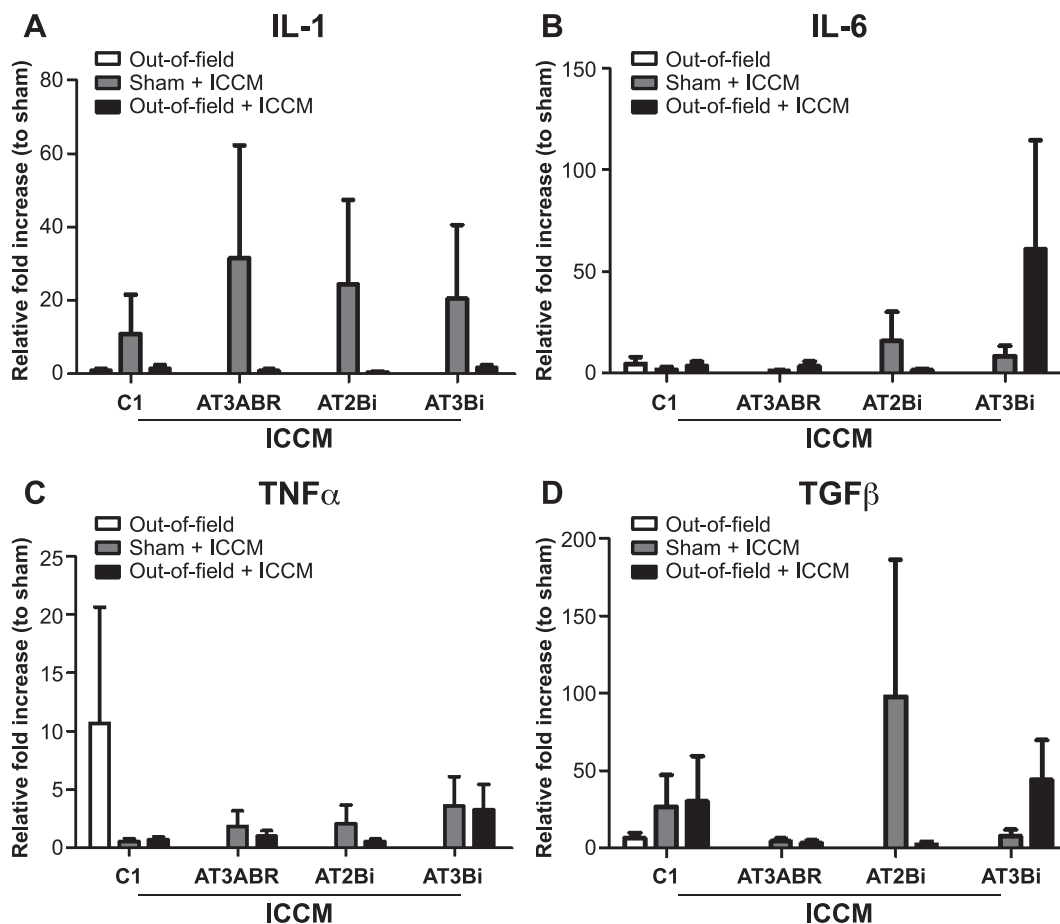 A IL-1
Relative fold increase (to sham)
Out-of-field
Sham + ICCM
Out-of-field + ICCM
80
60
40
20
0
C1 AT3ABR AT2Bi AT3Bi
ICCM
B IL-6
Relative fold increase (to sham)
Out-of-field
Sham + ICCM
Out-of-field + ICCM
150
100
50
0
C1 AT3ABR AT2Bi AT3Bi
ICCM
C TNFα
Relative fold increase (to sham)
Out-of-field
Sham + ICCM
Out-of-field + ICCM
25
20
15
10
5
0
C1 AT3ABR AT2Bi AT3Bi
ICCM
D TGFβ
Relative fold increase (to sham)
Out-of-field
Sham + ICCM
Out-of-field + ICCM
200
150
100
50
0
C1 AT3ABR AT2Bi AT3Bi
ICCM